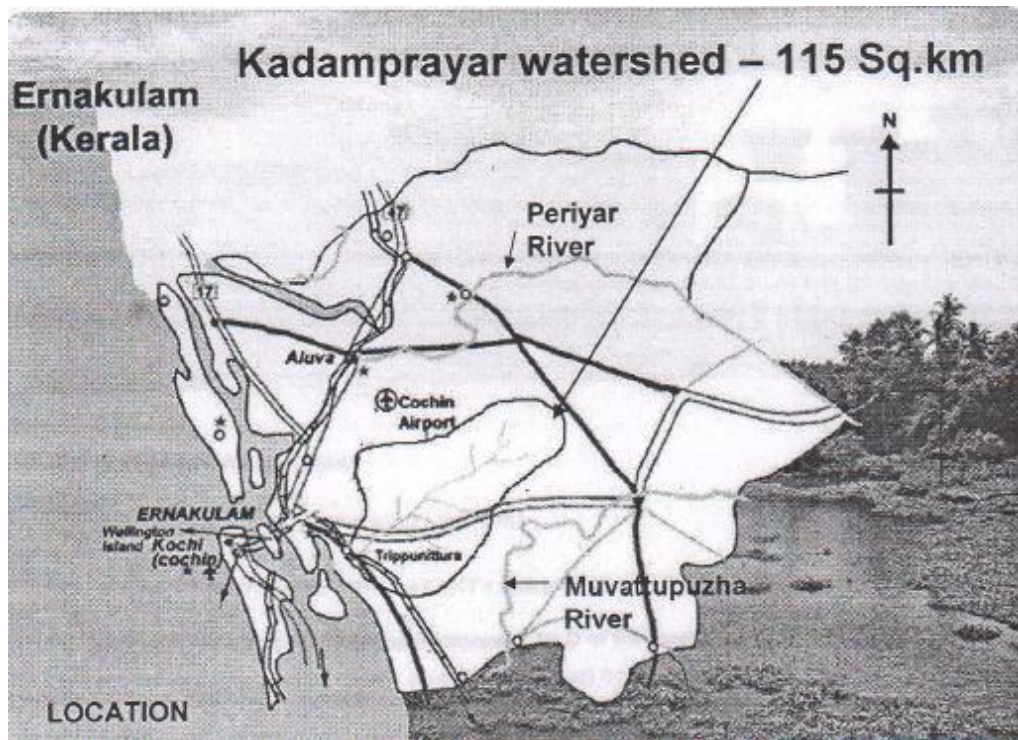 Kadamprayar watershed – 115 Sq.km
Ernakulam
(Kerala)
N
47
Periyar
River
17
Aluva
Cochin
Airport
ERNAKULAM
Wellington
Island Kochi
(cochin)
Trippunittura
Muvattupuzha
River
LOCATION